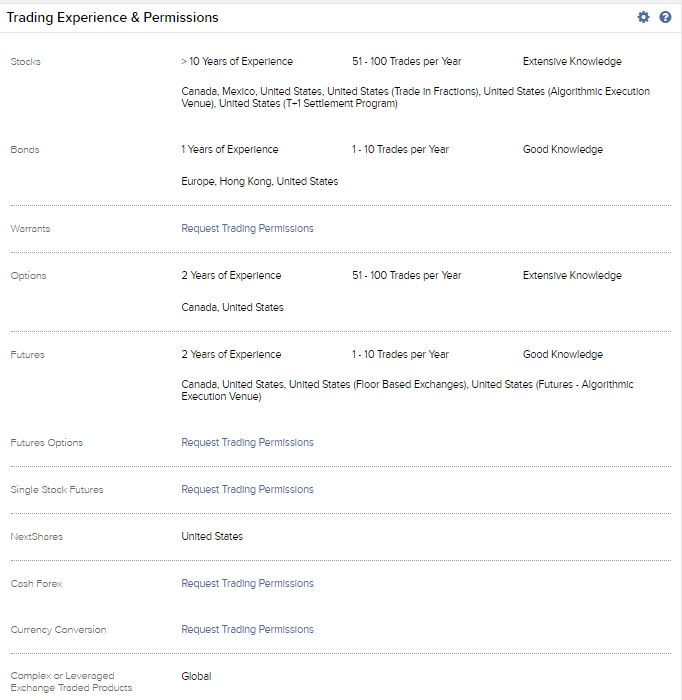 Trading Experience & Permissions
Stocks > 10 Years of Experience 51 - 100 Trades per Year Extensive Knowledge
Canada, Mexico, United States, United States (Trade in Fractions), United States (Algorithmic Execution
Venue), United States (T+1 Settlement Program)
Bonds 1 Years of Experience 1 - 10 Trades per Year Good Knowledge
Europe, Hong Kong, United States
Warrants Request Trading Permissions
Options 2 Years of Experience 51 - 100 Trades per Year Extensive Knowledge
Canada, United States
Futures 2 Years of Experience 1 - 10 Trades per Year Good Knowledge
Canada, United States, United States (Floor Based Exchanges), United States (Futures - Algorithmic
Execution Venue)
Futures Options Request Trading Permissions
Single Stock Futures Request Trading Permissions
NextShares United States
Cash Forex Request Trading Permissions
Currency Conversion Request Trading Permissions
Complex or Leveraged Global
Exchange Traded Products